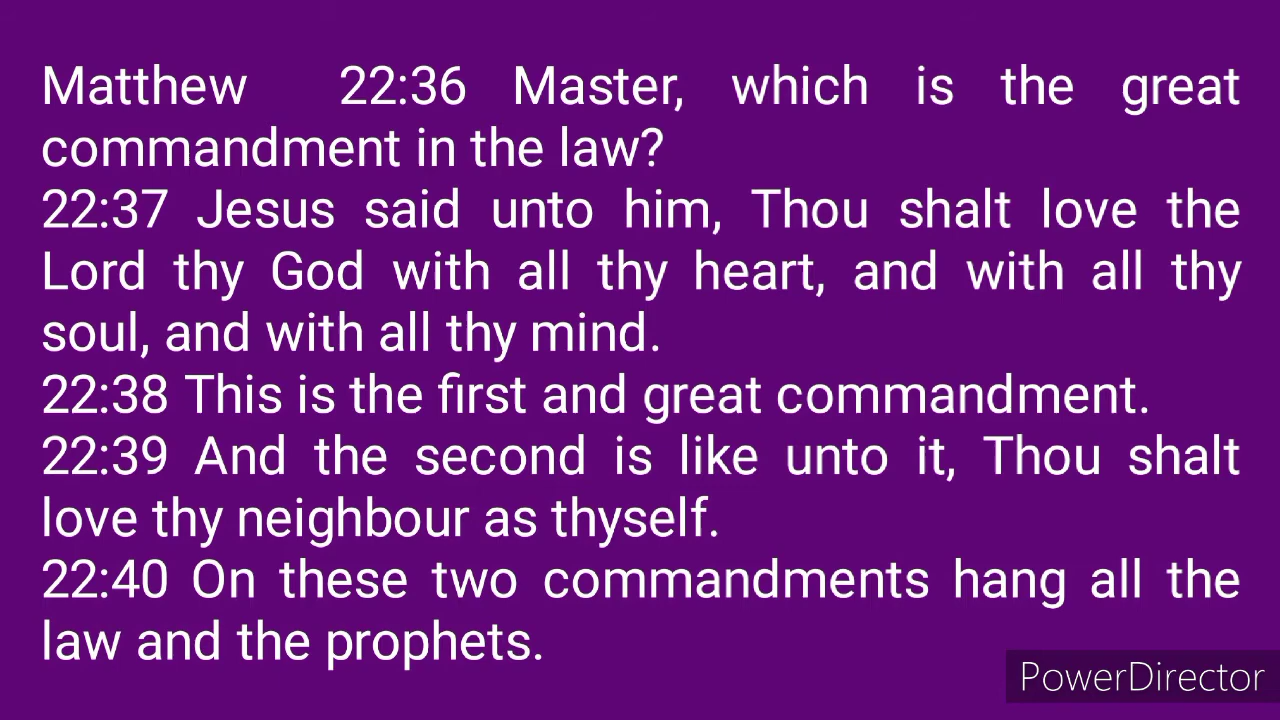 Matthew 22:36 Master, which is the great
commandment in the law?
22:37 Jesus said unto him, Thou shalt love the
Lord thy God with all thy heart, and with all thy
soul, and with all thy mind.
22:38 This is the first and great commandment.
22:39 And the second is like unto it, Thou shalt
love thy neighbour as thyself.
22:40 On these two commandments hang all the
law and the prophets.
PowerDirector